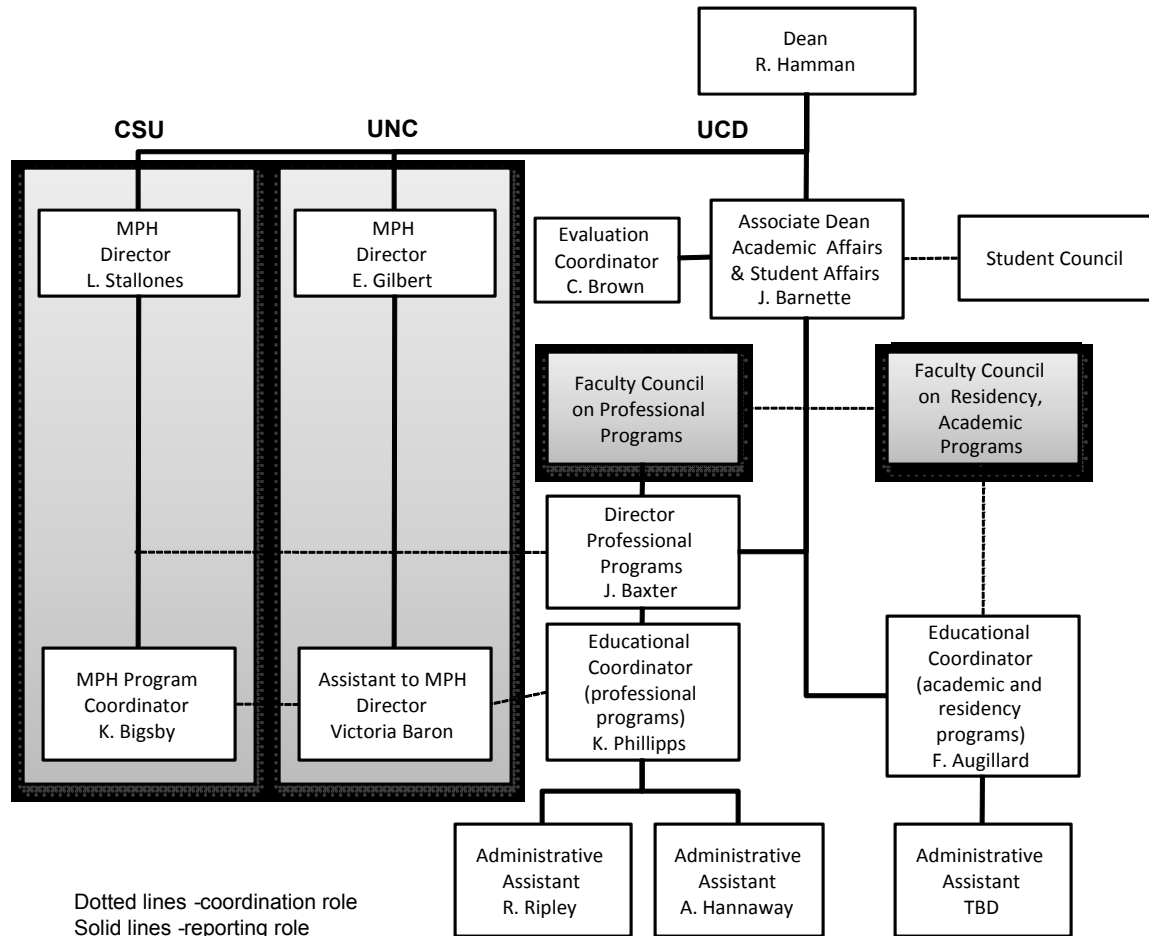 Dean
R. Hamman
CSU
UNC
UCD
MPH
Director
L. Stallones
MPH
Director
E. Gilbert
Evaluation
Coordinator
C. Brown
Associate Dean
Academic Affairs
& Student Affairs
J. Barnette
Student Council
Faculty Council
on Professional
Programs
Faculty Council
on Residency,
Academic
Programs
Director
Professional
Programs
J. Baxter
MPH Program
Coordinator
K. Bigsby
Assistant to MPH
Director
Victoria Baron
Educational
Coordinator
(professional
programs)
K. Phillipps
Educational
Coordinator
(academic and
residency
programs)
F. Augillard
Administrative
Assistant
R. Ripley
Administrative
Assistant
A. Hannaway
Administrative
Assistant
TBD
Dotted lines -coordination role
Solid lines -reporting role